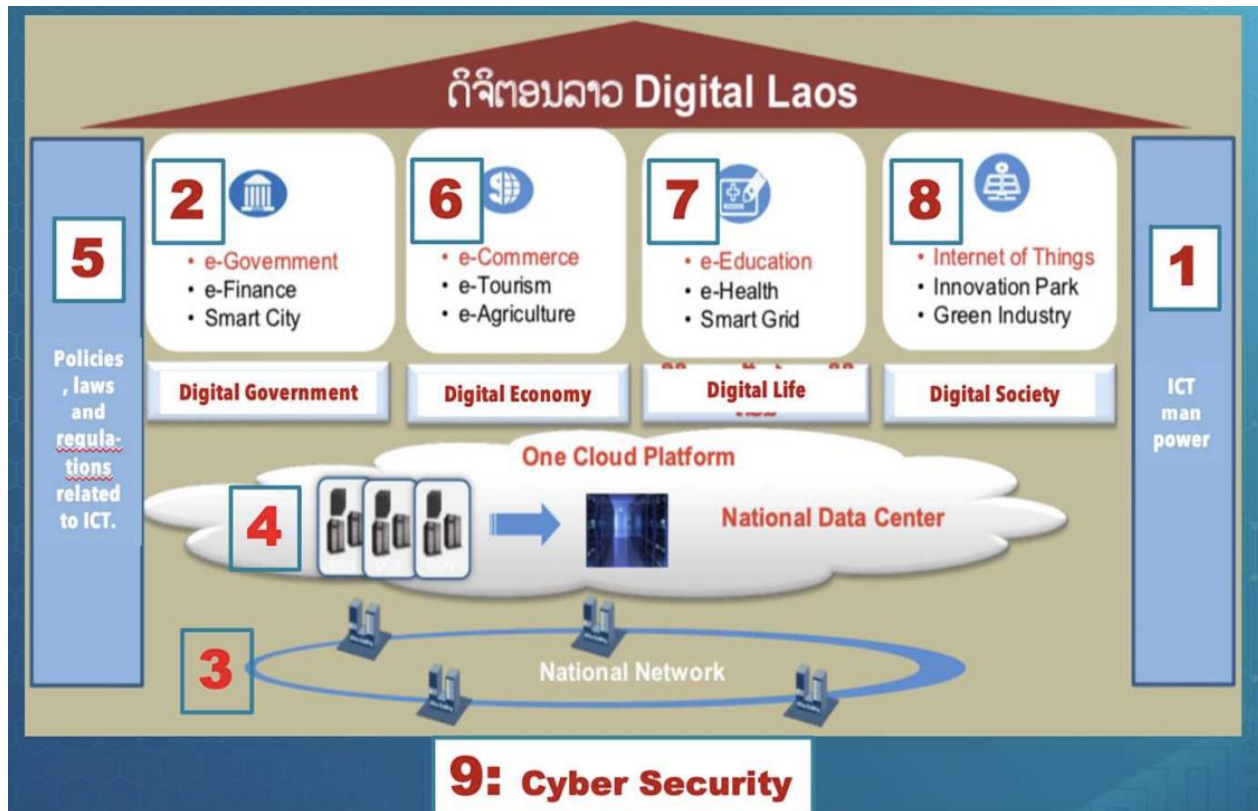 ດິຈິຕອນລາວ Digital Laos
5
Policies
, laws
and
regula-
tions
related
to ICT.
2
• e-Government
• e-Finance
• Smart City
Digital Government
6
• e-Commerce
• e-Tourism
• e-Agriculture
Digital Economy
7
• e-Education
• e-Health
• Smart Grid
Digital Life
8
• Internet of Things
• Innovation Park
• Green Industry
Digital Society
1
ICT
man
power
One Cloud Platform
4
National Data Center
3
National Network
9: Cyber Security